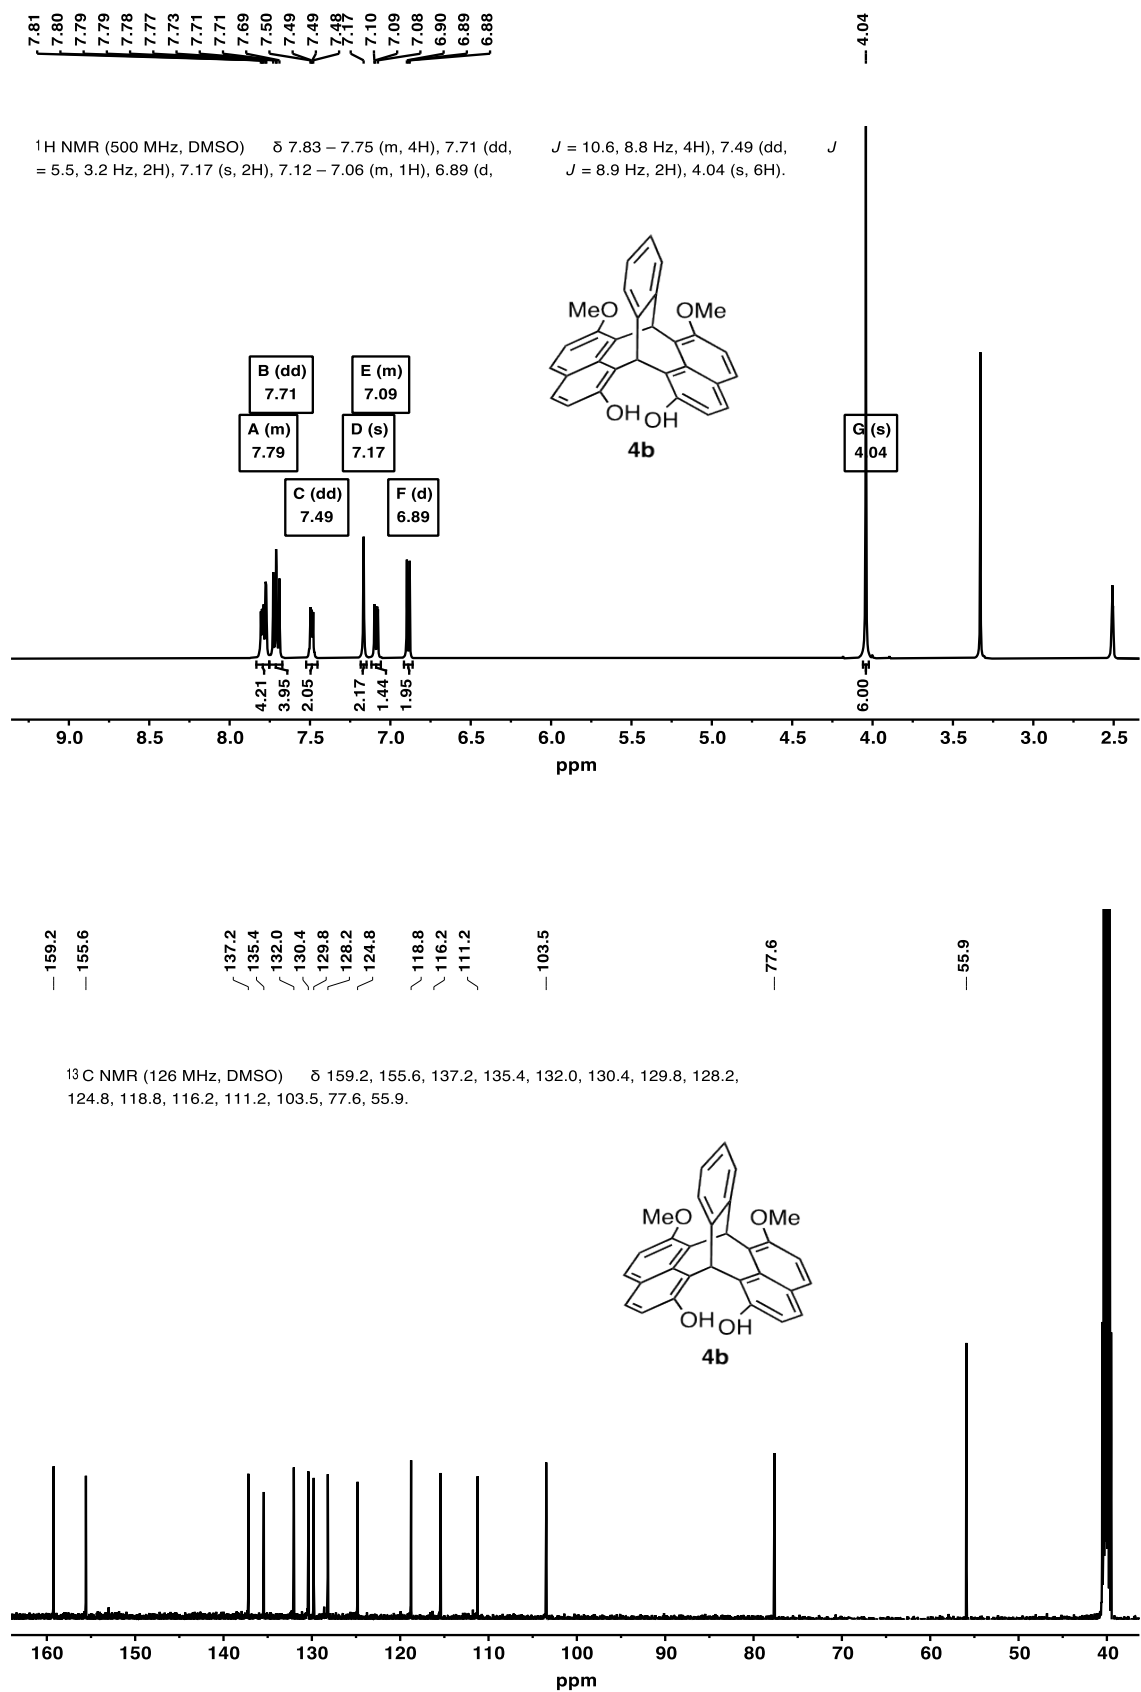 7.81 7.80 7.79 7.79 7.78 7.77 7.73 7.71 7.71 7.69 7.50 7.49 7.49 7.48 7.17 7.10 7.09 7.08 6.90 6.89 6.88 4.04
1H NMR (500 MHz, DMSO) δ 7.83 – 7.75 (m, 4H), 7.71 (dd, J = 10.6, 8.8 Hz, 4H), 7.49 (dd, J
= 5.5, 3.2 Hz, 2H), 7.17 (s, 2H), 7.12 – 7.06 (m, 1H), 6.89 (d, J = 8.9 Hz, 2H), 4.04 (s, 6H).
MeO OMe
OH OH
4b
B (dd)
7.71
E (m)
7.09
A (m)
7.79
D (s)
7.17
G (s)
4.04
C (dd)
7.49
F (d)
6.89
4.21 3.95 2.05 2.17 1.44 1.95 6.00
9.0 8.5 8.0 7.5 7.0 6.5 6.0 5.5 5.0 4.5 4.0 3.5 3.0 2.5
ppm
159.2 155.6 137.2 135.4 132.0 130.4 129.8 128.2 124.8 118.8 116.2 111.2 103.5 77.6 55.9
13C NMR (126 MHz, DMSO) δ 159.2, 155.6, 137.2, 135.4, 132.0, 130.4, 129.8, 128.2,
124.8, 118.8, 116.2, 111.2, 103.5, 77.6, 55.9.
MeO OMe
OH OH
4b
160 150 140 130 120 110 100 90 80 70 60 50 40
ppm